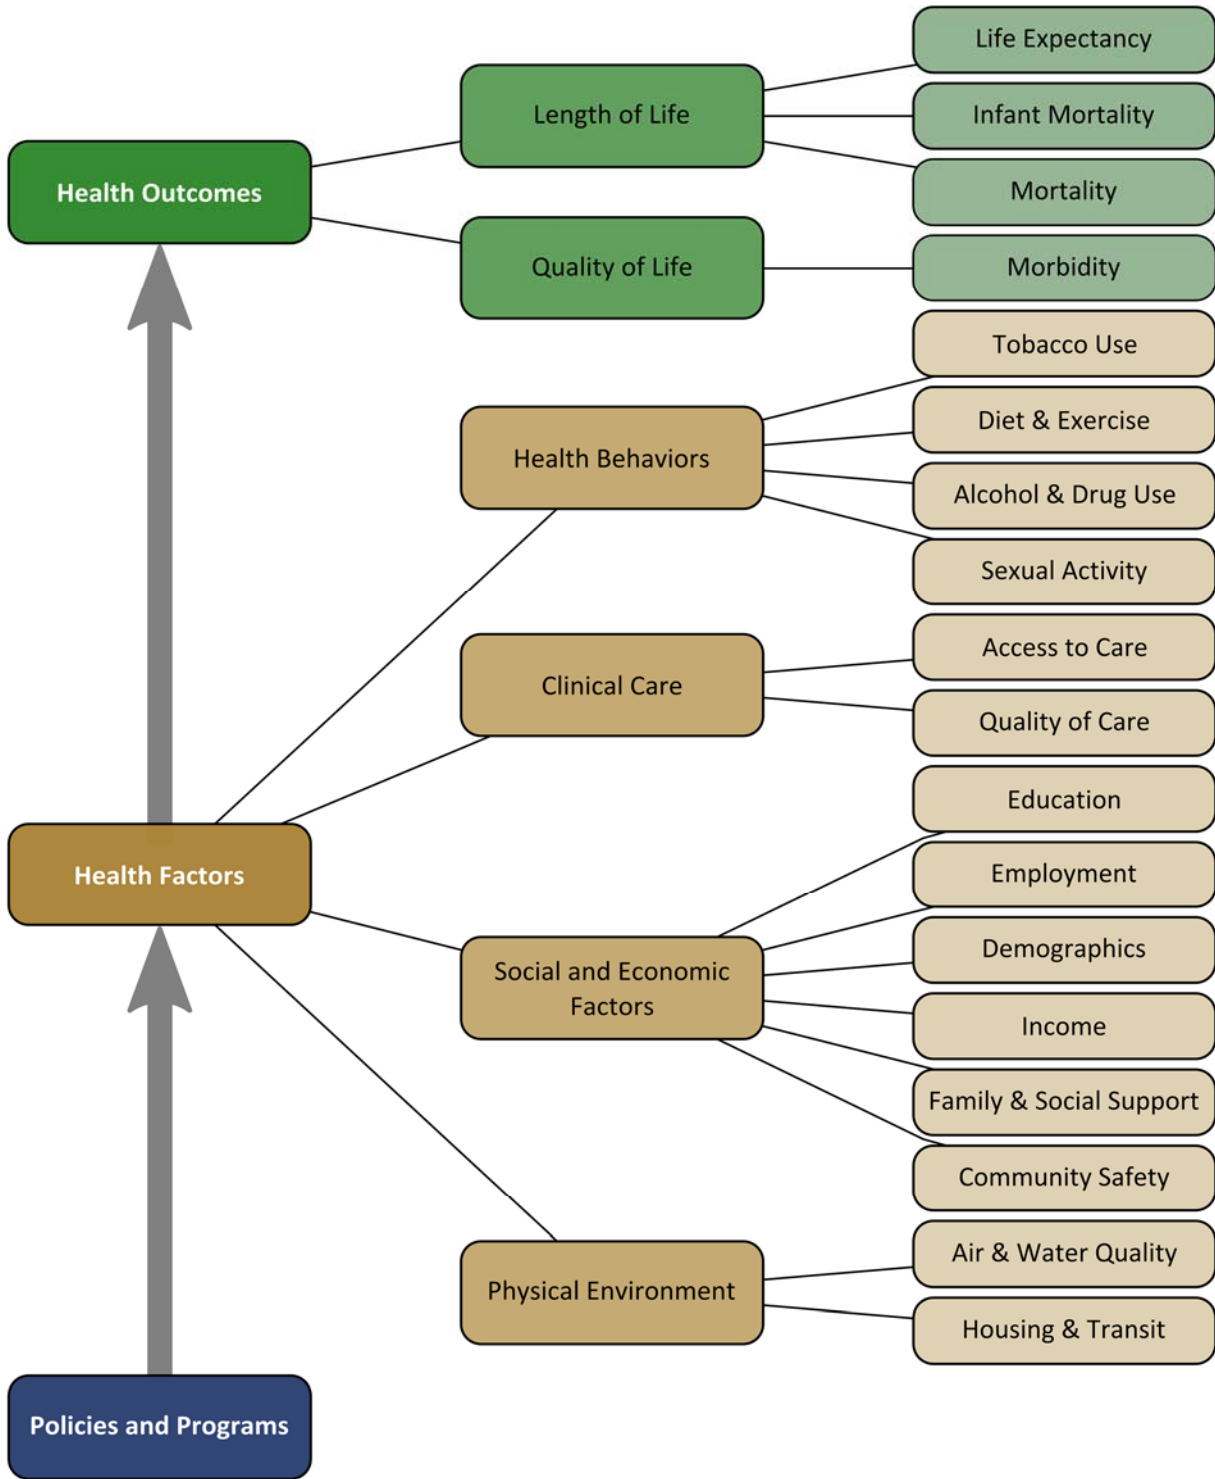 Health Outcomes
Length of Life
Life Expectancy
Infant Mortality
Mortality
Quality of Life
Morbidity
Health Factors
Health Behaviors
Tobacco Use
Diet & Exercise
Alcohol & Drug Use
Sexual Activity
Clinical Care
Access to Care
Quality of Care
Social and Economic
Factors
Education
Employment
Demographics
Income
Family & Social Support
Community Safety
Physical Environment
Air & Water Quality
Housing & Transit
Policies and Programs